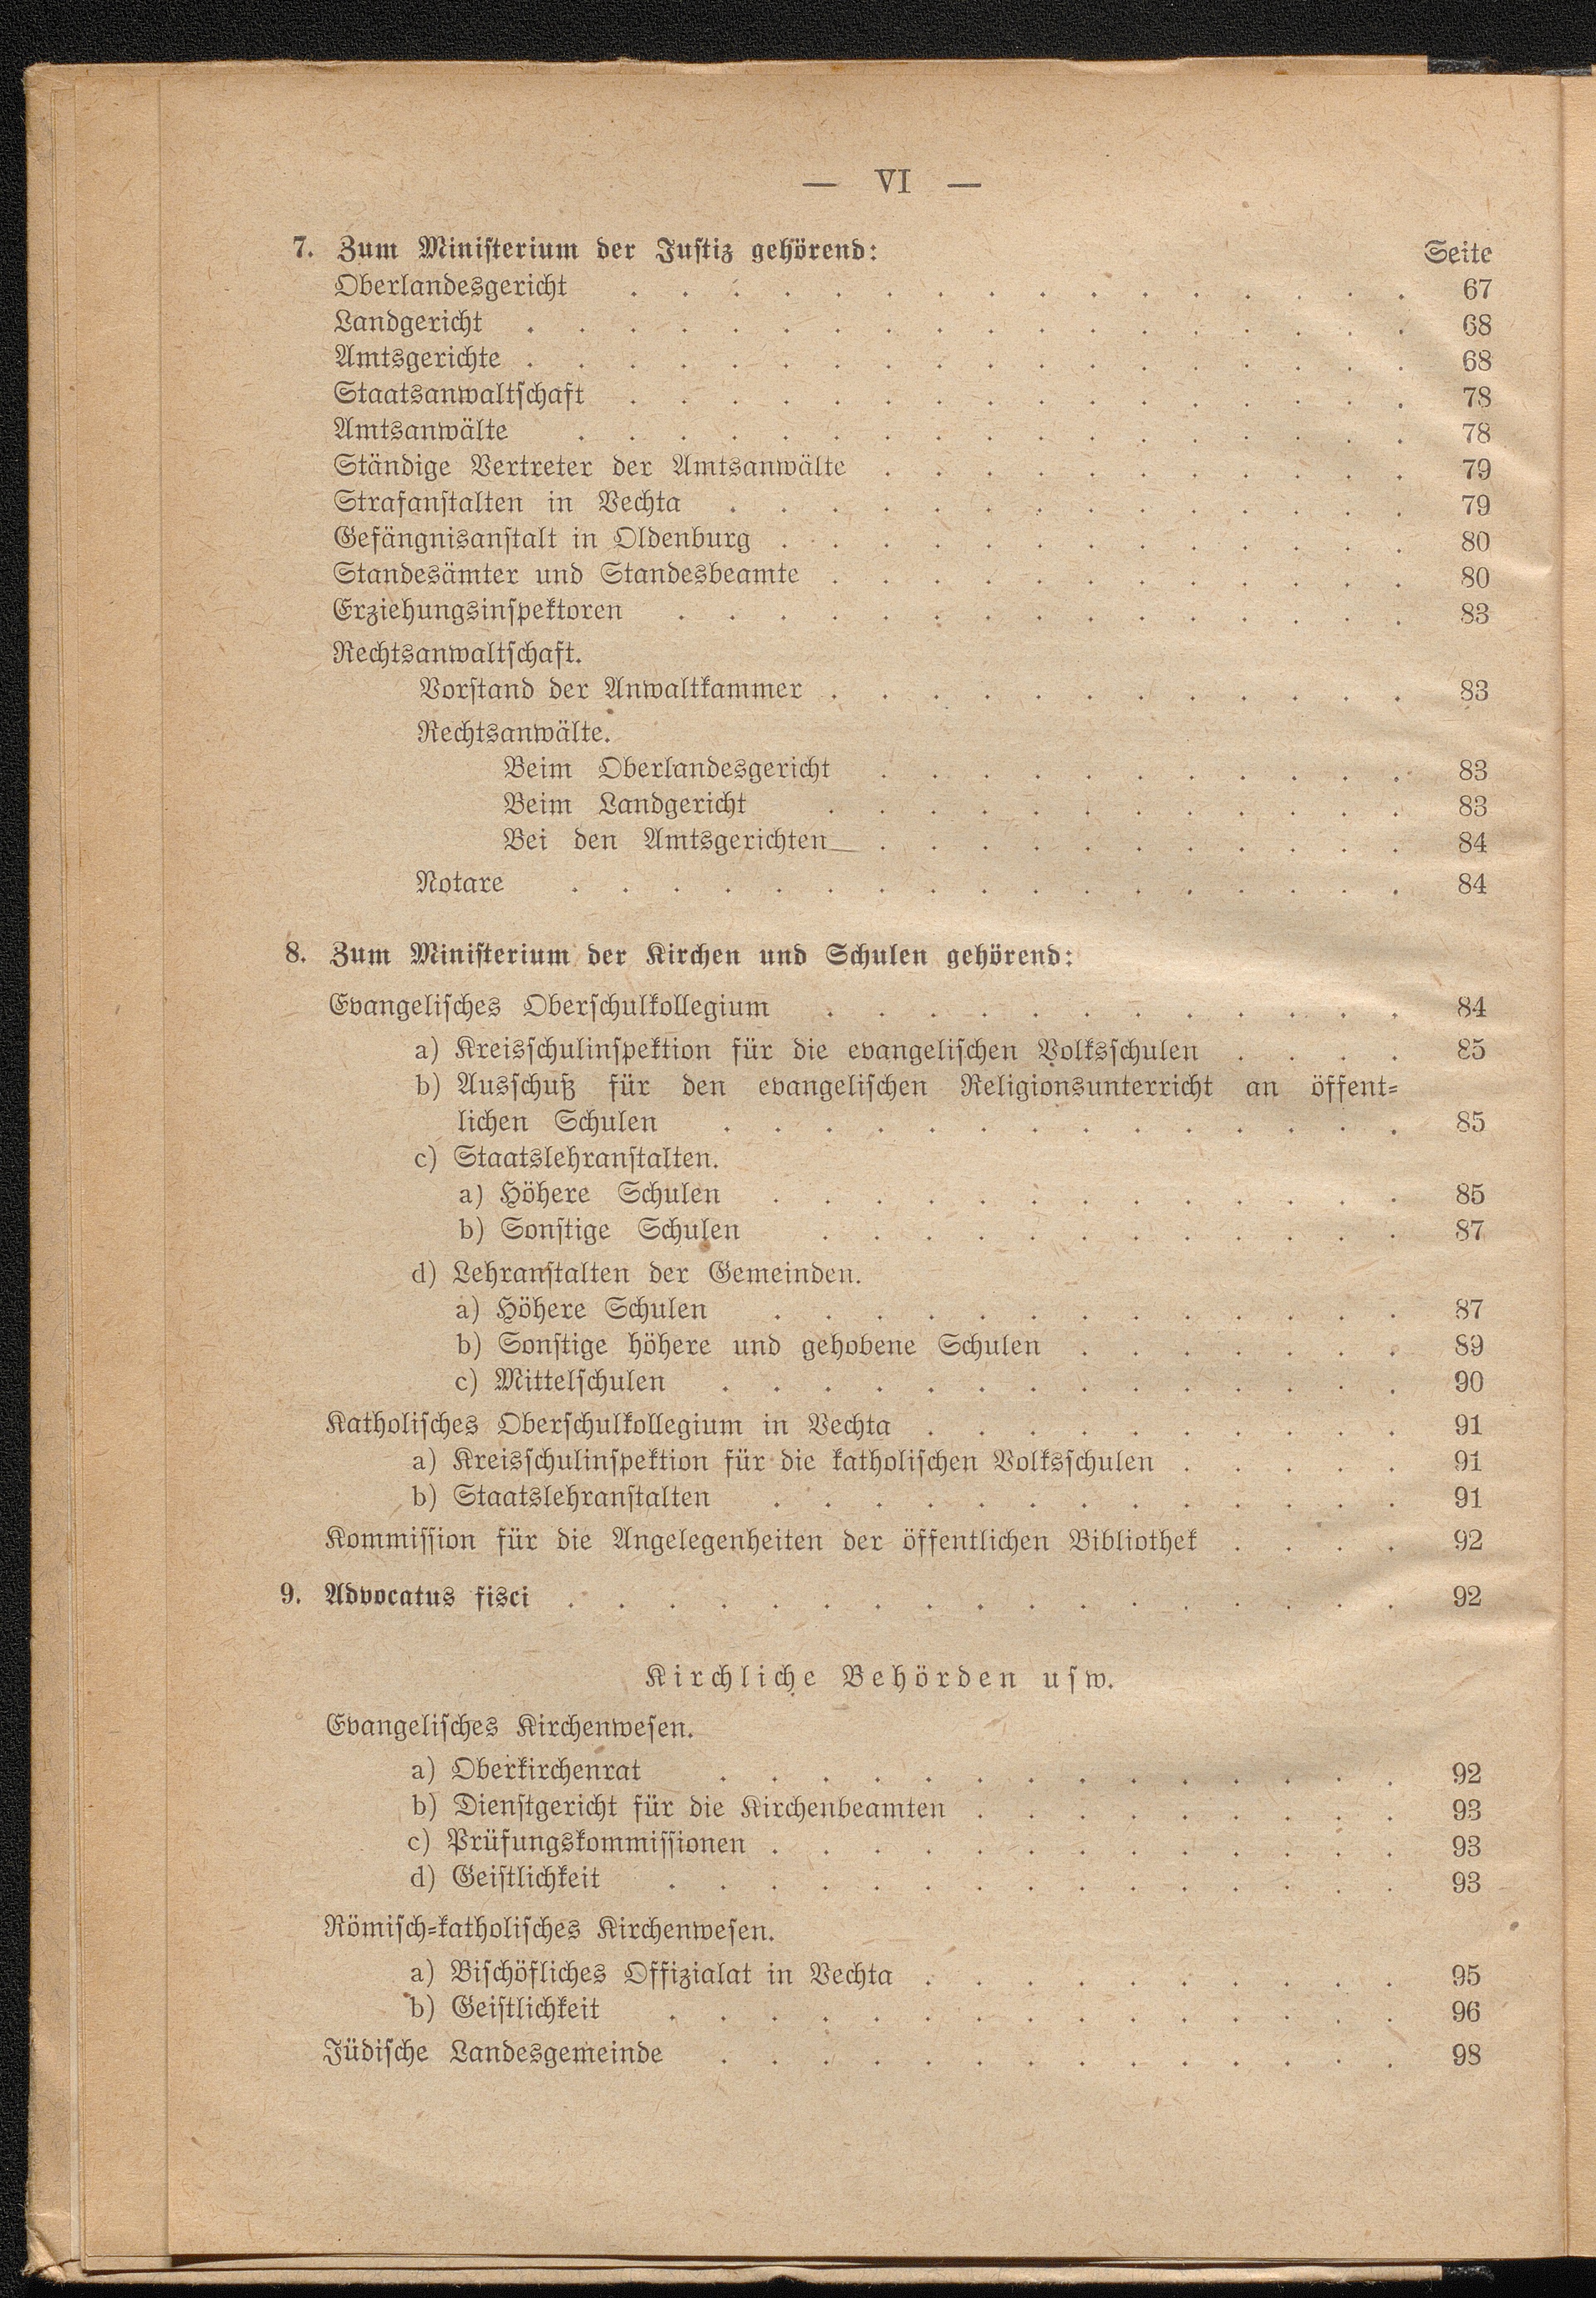 — VI —
7. Zum Ministerium der Justiz gehörend: Seite
Oberlandesgericht . . . . . . . . . . . . . . . . 67
Landgericht . . . . . . . . . . . . . . . . . . 68
Amtsgerichte . . . . . . . . . . . . . . . . . . 68
Staatsanwaltschaft . . . . . . . . . . . . . . . . 78
Amtsanwälte . . . . . . . . . . . . . . . . . 78
Ständige Vertreter der Amtsanwälte . . . . . . . . . . . 79
Strafanstalten in Vechta . . . . . . . . . . . . . . 79
Gefängnisanstalt in Oldenburg . . . . . . . . . . . . . 80
Standesämter und Standesbeamte . . . . . . . . . . . . 80
Erziehungsinspektoren . . . . . . . . . . . . . . . 83
Rechtsanwaltschaft.
Vorstand der Anwaltkammer . . . . . . . . . . . . 83
Rechtsanwälte.
Beim Oberlandesgericht . . . . . . . . . . . 83
Beim Landgericht . . . . . . . . . . . . 83
Bei den Amtsgerichten . . . . . . . . . . . 84
Notare . . . . . . . . . . . . . . . . . 84
8. Zum Ministerium der Kirchen und Schulen gehörend:
Evangelisches Oberschulkollegium . . . . . . . . . . . . 84
a) Kreisschulinspektion für die evangelischen Volksschulen . . . . 85
b) Ausschuß für den evangelischen Religionsunterricht an öffent-
lichen Schulen . . . . . . . . . . . . . . 85
c) Staatslehranstalten.
a) Höhere Schulen . . . . . . . . . . . . . 85
b) Sonstige Schulen . . . . . . . . . . . . 87
d) Lehranstalten der Gemeinden.
a) Höhere Schulen . . . . . . . . . . . . . 87
b) Sonstige höhere und gehobene Schulen . . . . . . . 89
c) Mittelschulen . . . . . . . . . . . . . . 90
Katholisches Oberschulkollegium in Vechta . . . . . . . . . . 91
a) Kreisschulinspektion für die katholischen Volksschulen . . . . . 91
b) Staatslehranstalten . . . . . . . . . . . . . 91
Kommission für die Angelegenheiten der öffentlichen Bibliothek . . . . 92
9. Advocatus fisci . . . . . . . . . . . . . . . . . 92
Kirchliche Behörden usw.
Evangelisches Kirchenwesen.
a) Oberkirchenrat . . . . . . . . . . . . . . 92
b) Dienstgericht für die Kirchenbeamten . . . . . . . . . 93
c) Prüfungskommissionen . . . . . . . . . . . . . 93
d) Geistlichkeit . . . . . . . . . . . . . . . 93
Römisch-katholisches Kirchenwesen.
a) Bischöfliches Offizialat in Vechta . . . . . . . . . . 95
b) Geistlichkeit . . . . . . . . . . . . . . . 96
Jüdische Landesgemeinde . . . . . . . . . . . . . . 98